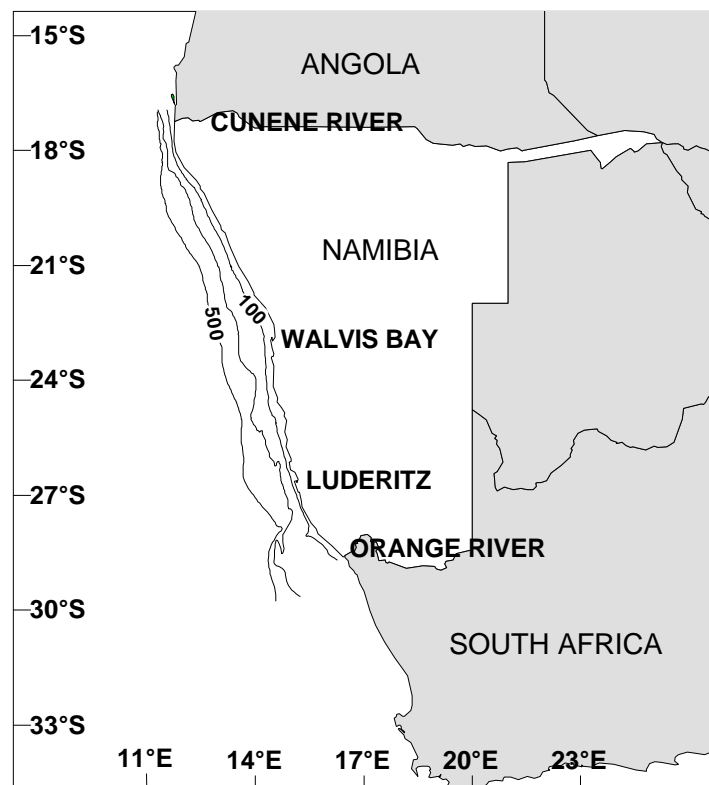 15°S
ANGOLA
CUNENE RIVER
18°S
NAMIBIA
21°S
100
500
WALVIS BAY
24°S
LUDERITZ
27°S
ORANGE RIVER
30°S
SOUTH AFRICA
33°S
11°E 14°E 17°E 20°E 23°E